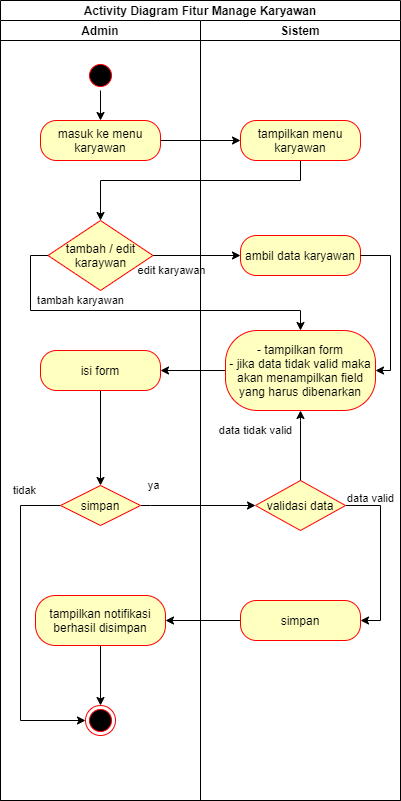 Activity Diagram Fitur Manage Karyawan
Admin
Sistem
masuk ke menu
karyawan
tampilkan menu
karyawan
tambah / edit
karaywan
edit karyawan
ambil data karyawan
tambah karyawan
- tampilkan form
- jika data tidak valid maka
akan menampilkan field
yang harus dibenarkan
isi form
data tidak valid
tidak
simpan
ya
validasi data
data valid
tampilkan notifikasi
berhasil disimpan
simpan